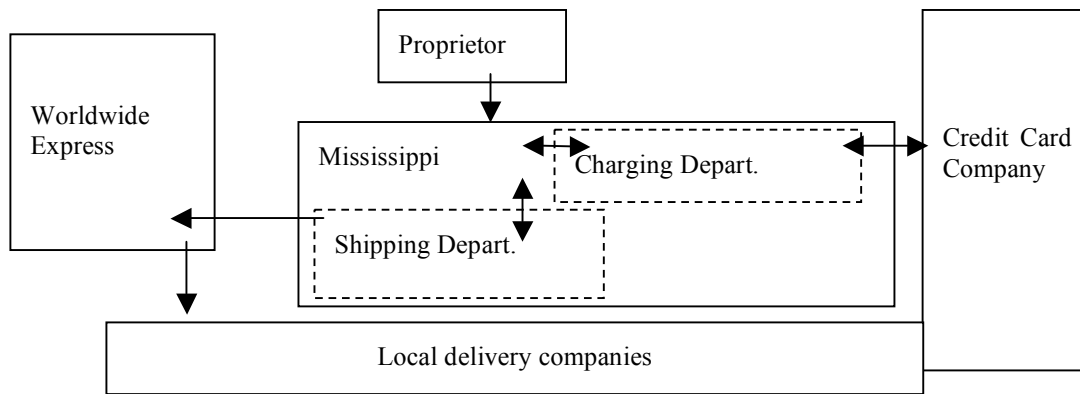 Proprietor
Worldwide
Express
Mississippi
Charging Depart.
Credit Card
Company
Shipping Depart.
Local delivery companies